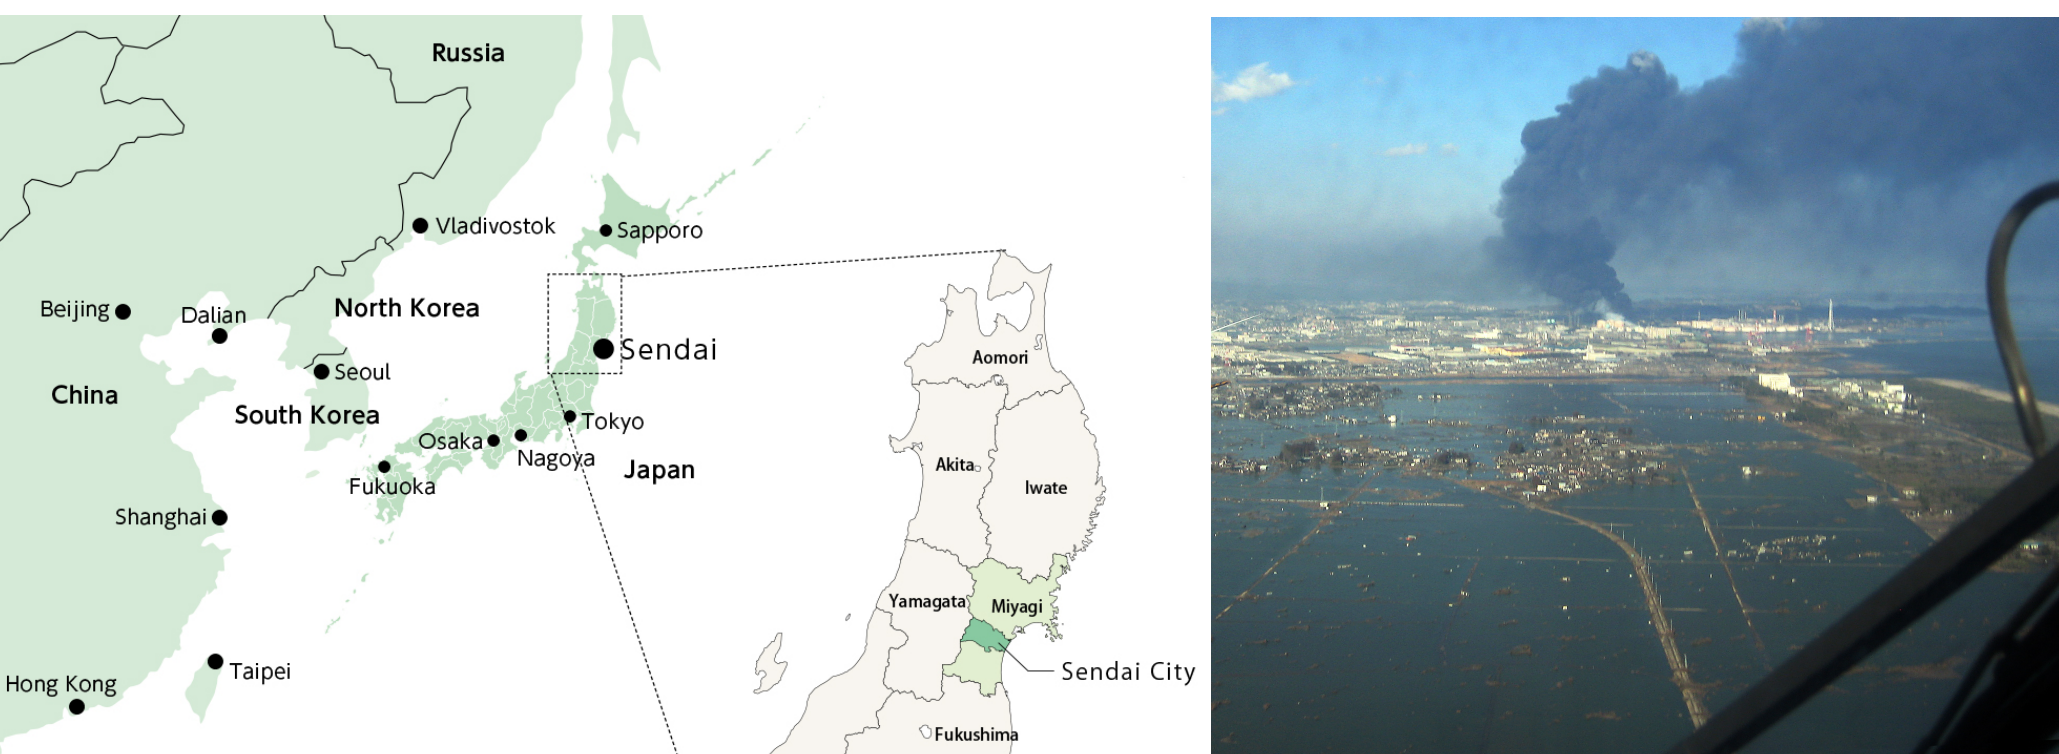 Russia
Vladivostok
Sapporo
Beijing
Dalian
North Korea
Sendai
Seoul
China
South Korea
Tokyo
Osaka
Nagoya
Japan
Fukuoka
Shanghai
Taipei
Hong Kong
Aomori
Akita
Iwate
Yamagata
Miyagi
Sendai City
Fukushima